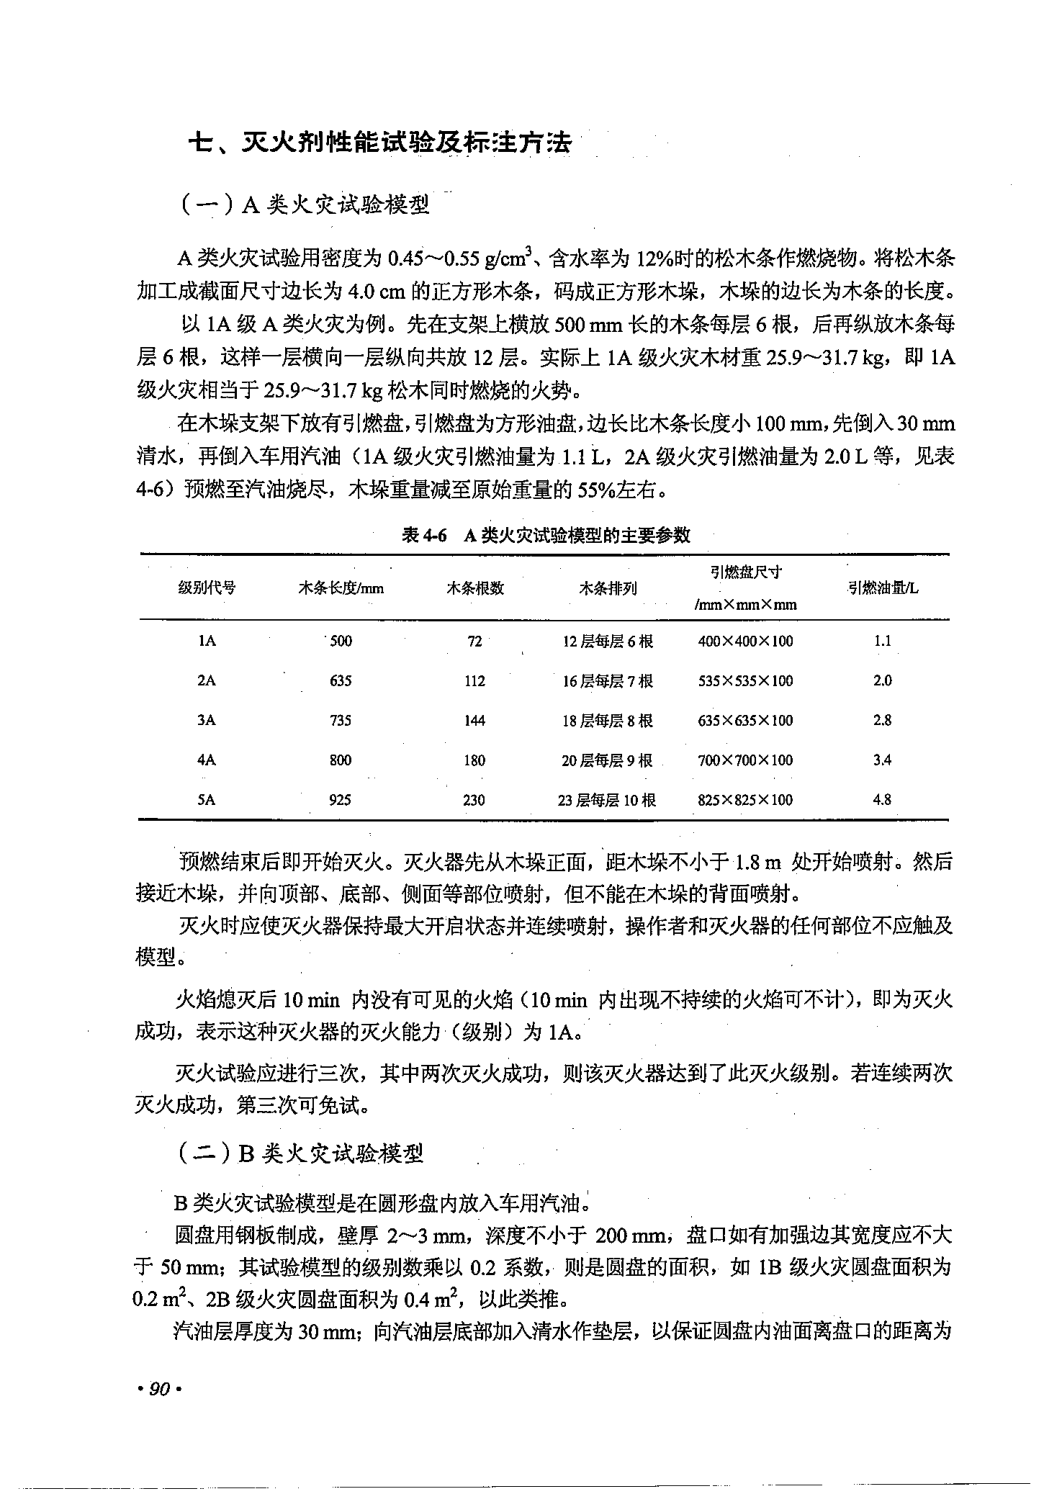 七、灭火剂性能试验及标注方法
（一）A 类火灾试验模型
A 类火灾试验用密度为 0.45～0.55 g/cm³、含水率为 12%时的松木条作燃烧物。将松木条
加工成截面尺寸边长为 4.0 cm 的正方形木条，码成正方形木垛，木垛的边长为木条的长度。
以 1A 级 A 类火灾为例。先在支架上横放 500 mm 长的木条每层 6 根，后再纵放木条每
层 6 根，这样一层横向一层纵向共放 12 层。实际上 1A 级火灾木材重 25.9～31.7 kg，即 1A
级火灾相当于 25.9～31.7 kg 松木同时燃烧的火势。
在木垛支架下放有引燃盘，引燃盘为方形油盘，边长比木条长度小 100 mm，先倒入 30 mm
清水，再倒入车用汽油（1A 级火灾引燃油量为 1.1 L，2A 级火灾引燃油量为 2.0 L 等，见表
4-6）预燃至汽油烧尽，木垛重量减至原始重量的 55%左右。
表 4-6 A 类火灾试验模型的主要参数
级别代号 木条长度/mm 木条根数 木条排列 引燃盘尺寸 /mm×mm×mm 引燃油量/L
1A 500 72 12 层每层 6 根 400×400×100 1.1
2A 635 112 16 层每层 7 根 535×535×100 2.0
3A 735 144 18 层每层 8 根 635×635×100 2.8
4A 800 180 20 层每层 9 根 700×700×100 3.4
5A 925 230 23 层每层 10 根 825×825×100 4.8
预燃结束后即开始灭火。灭火器先从木垛正面，距木垛不小于 1.8 m 处开始喷射。然后
接近木垛，并向顶部、底部、侧面等部位喷射，但不能在木垛的背面喷射。
灭火时应使灭火器保持最大开启状态并连续喷射，操作者和灭火器的任何部位不应触及
模型。
火焰熄灭后 10 min 内没有可见的火焰（10 min 内出现不持续的火焰可不计），即为灭火
成功，表示这种灭火器的灭火能力（级别）为 1A。
灭火试验应进行三次，其中两次灭火成功，则该灭火器达到了此灭火级别。若连续两次
灭火成功，第三次可免试。
（二）B 类火灾试验模型
B 类火灾试验模型是在圆形盘内放入车用汽油。
圆盘用钢板制成，壁厚 2～3 mm，深度不小于 200 mm，盘口如有加强边其宽度应不大
于 50 mm；其试验模型的级别数乘以 0.2 系数，则是圆盘的面积，如 1B 级火灾圆盘面积为
0.2 m²、2B 级火灾圆盘面积为 0.4 m²，以此类推。
汽油层厚度为 30 mm；向汽油层底部加入清水作垫层，以保证圆盘内油面离盘口的距离为
·90·